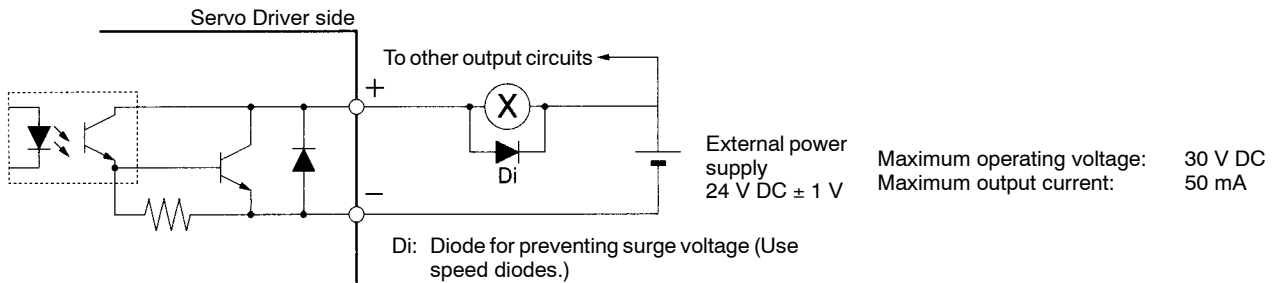 Servo Driver side
To other output circuits
+
X
Di
−
External power
supply
24 V DC ± 1 V
Maximum operating voltage: 30 V DC
Maximum output current: 50 mA
Di: Diode for preventing surge voltage (Use
speed diodes.)